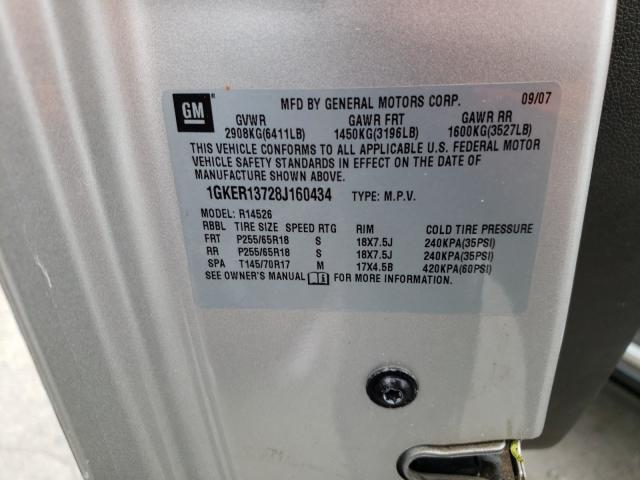 GM
MFD BY GENERAL MOTORS CORP. 09/07
GVWR GAWR FRT GAWR RR
2908KG(6411LB) 1450KG(3196LB) 1600KG(3527LB)
THIS VEHICLE CONFORMS TO ALL APPLICABLE U.S. FEDERAL MOTOR
VEHICLE SAFETY STANDARDS IN EFFECT ON THE DATE OF
MANUFACTURE SHOWN ABOVE.
1GKER13728J160434 TYPE: M.P.V.
MODEL: R14526
RBBL TIRE SIZE SPEED RTG RIM COLD TIRE PRESSURE
FRT P255/65R18 S 18X7.5J 240KPA(35PSI)
RR P255/65R18 S 18X7.5J 240KPA(35PSI)
SPA T145/70R17 M 17X4.5B 420KPA(60PSI)
SEE OWNER'S MANUAL FOR MORE INFORMATION.